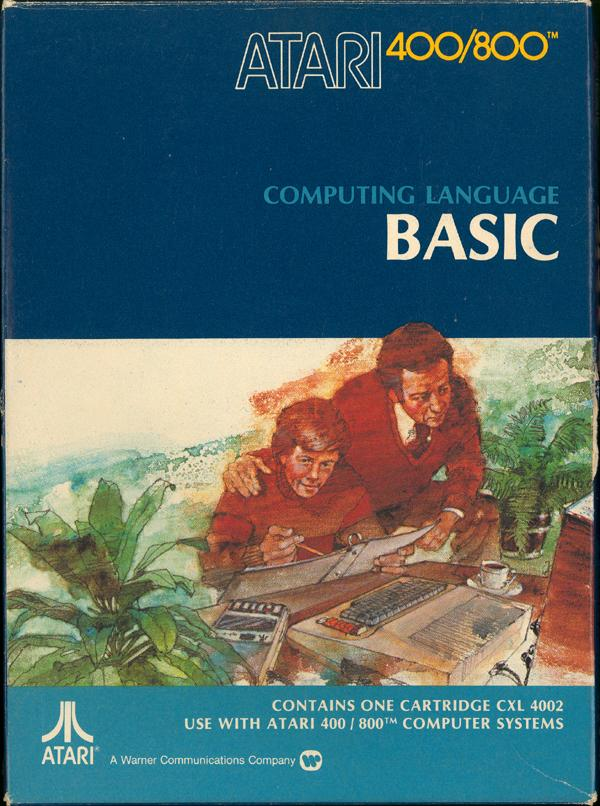 ATARI 400/800™
COMPUTING LANGUAGE
BASIC
CONTAINS ONE CARTRIDGE CXL 4002
USE WITH ATARI 400 / 800™ COMPUTER SYSTEMS
ATARI®
A Warner Communications Company